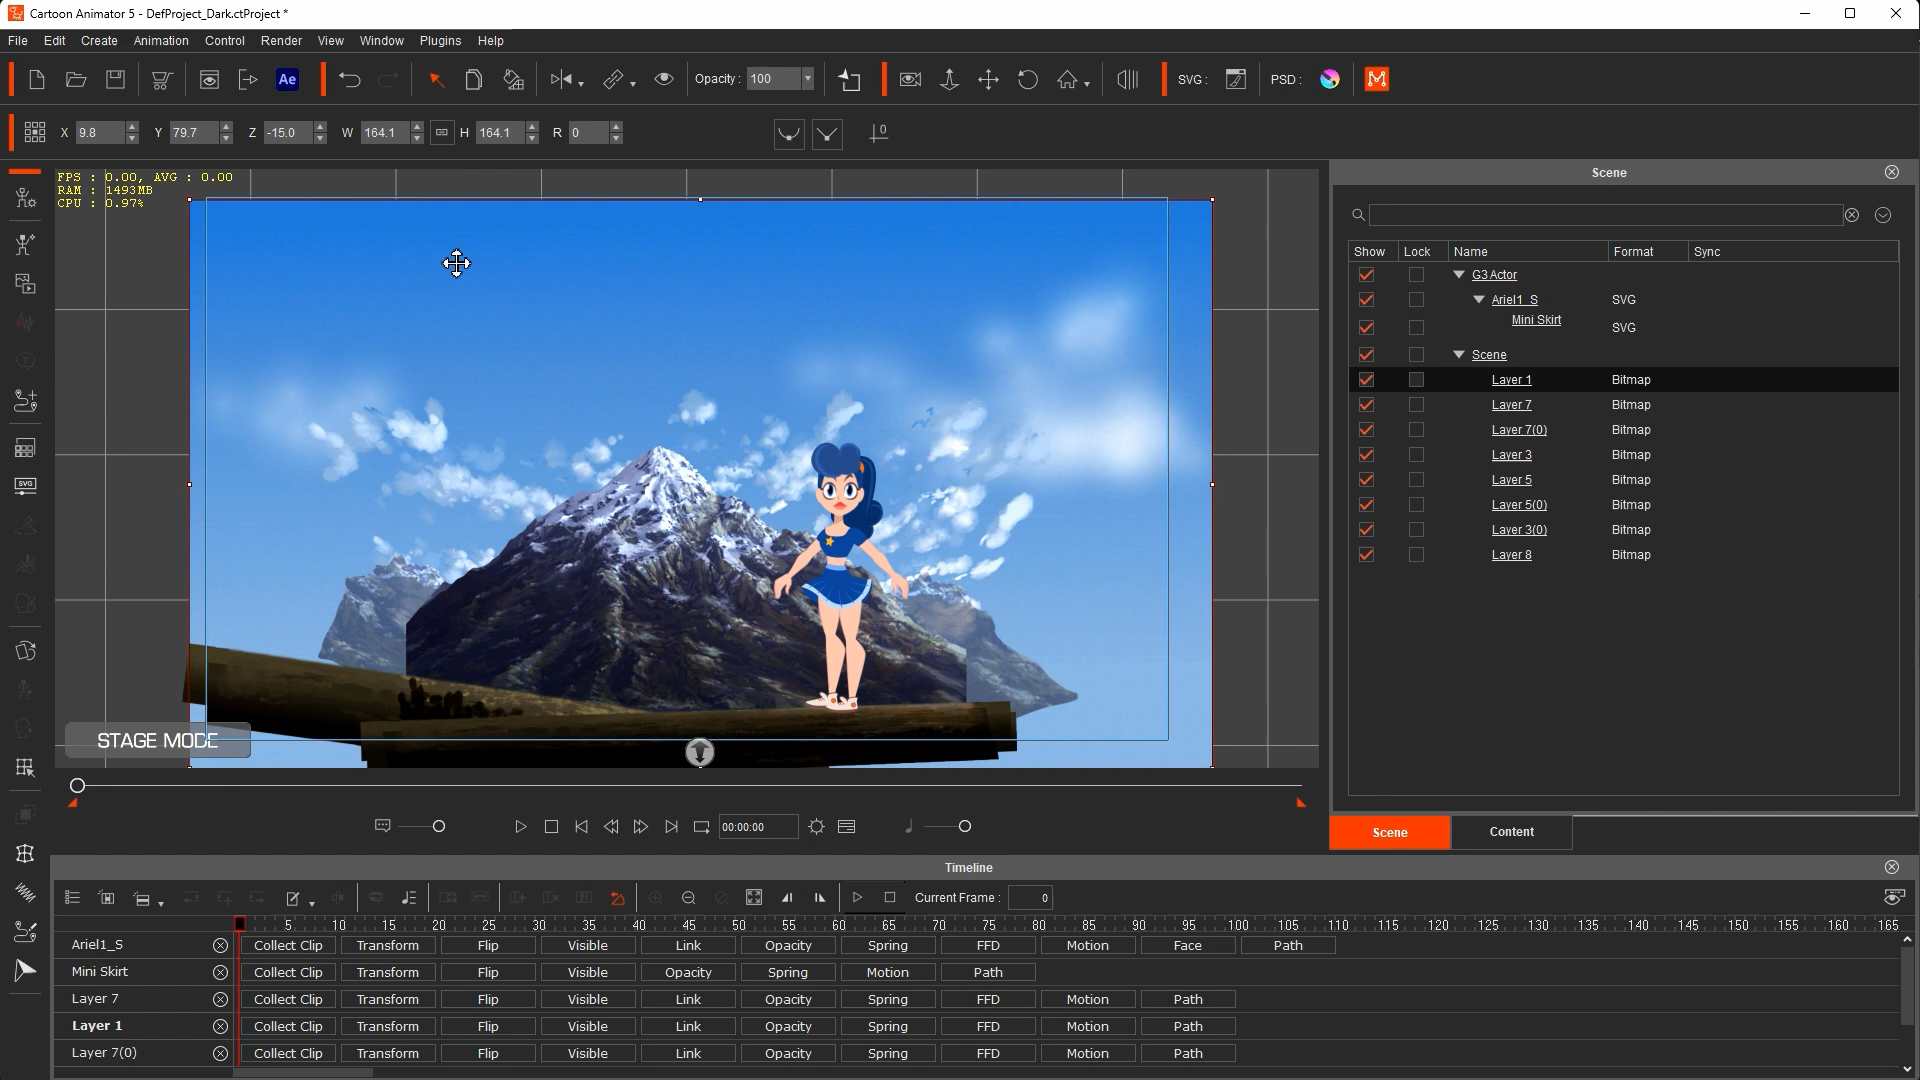 Cartoon Animator 5 - DefProject_Dark.ctProject *
File Edit Create Animation Control Render View Window Plugins Help
Ae Opacity : 100 SVG : PSD :
X 9.8 Y 79.7 Z -15.0 W 164.1 H 164.1 R 0 0
FPS : 0.00, AVG : 0.00
RAM : 1493MB
CPU : 0.97%
SVG
STAGE MODE
00:00:00
Scene
Show Lock Name Format Sync
G3 Actor
Ariel1_S SVG
Mini Skirt SVG
Scene
Layer 1 Bitmap
Layer 7 Bitmap
Layer 7(0) Bitmap
Layer 3 Bitmap
Layer 5 Bitmap
Layer 5(0) Bitmap
Layer 3(0) Bitmap
Layer 8 Bitmap
Scene Content
Timeline
Current Frame : 0
5 10 15 20 25 30 35 40 45 50 55 60 65 70 75 80 85 90 95 100 105 110 115 120 125 130 135 140 145 150 155 160 165
Ariel1_S Collect Clip Transform Flip Visible Link Opacity Spring FFD Motion Face Path
Mini Skirt Collect Clip Transform Flip Visible Opacity Spring Motion Path
Layer 7 Collect Clip Transform Flip Visible Link Opacity Spring FFD Motion Path
Layer 1 Collect Clip Transform Flip Visible Link Opacity Spring FFD Motion Path
Layer 7(0) Collect Clip Transform Flip Visible Link Opacity Spring FFD Motion Path